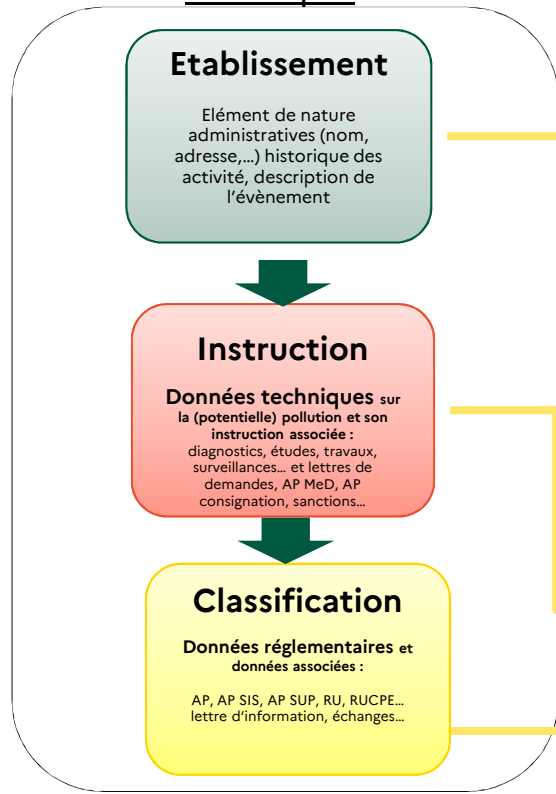 Etablissement
Elément de nature
administratives (nom,
adresse,...) historique des
activité, description de
l'évènement
Instruction
Données techniques sur
la (potentielle) pollution et son
instruction associée :
diagnostics, études, travaux,
surveillances... et lettres de
demandes, AP MeD, AP
consignation, sanctions...
Classification
Données réglementaires et
données associées :
AP, AP SIS, AP SUP, RU, RUCPE...
lettre d'information, échanges...